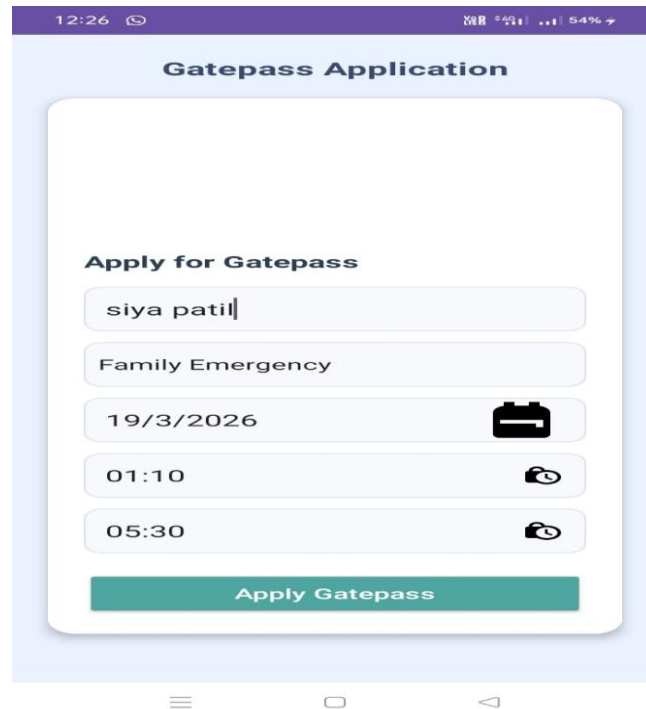 12:26 54%
Gatepass Application
Apply for Gatepass
siya patil
Family Emergency
19/3/2026
01:10
05:30
Apply Gatepass